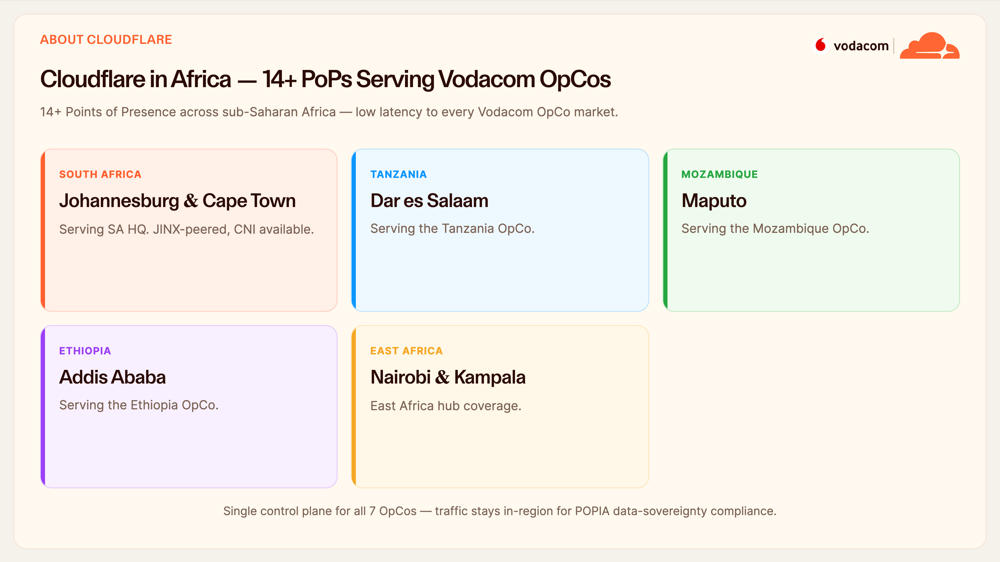 ABOUT CLOUDFLARE
vodacom
Cloudflare in Africa — 14+ PoPs Serving Vodacom OpCos
14+ Points of Presence across sub-Saharan Africa — low latency to every Vodacom OpCo market.
SOUTH AFRICA
Johannesburg & Cape Town
Serving SA HQ. JINX-peered, CNI available.
TANZANIA
Dar es Salaam
Serving the Tanzania OpCo.
MOZAMBIQUE
Maputo
Serving the Mozambique OpCo.
ETHIOPIA
Addis Ababa
Serving the Ethiopia OpCo.
EAST AFRICA
Nairobi & Kampala
East Africa hub coverage.
Single control plane for all 7 OpCos — traffic stays in-region for POPIA data-sovereignty compliance.